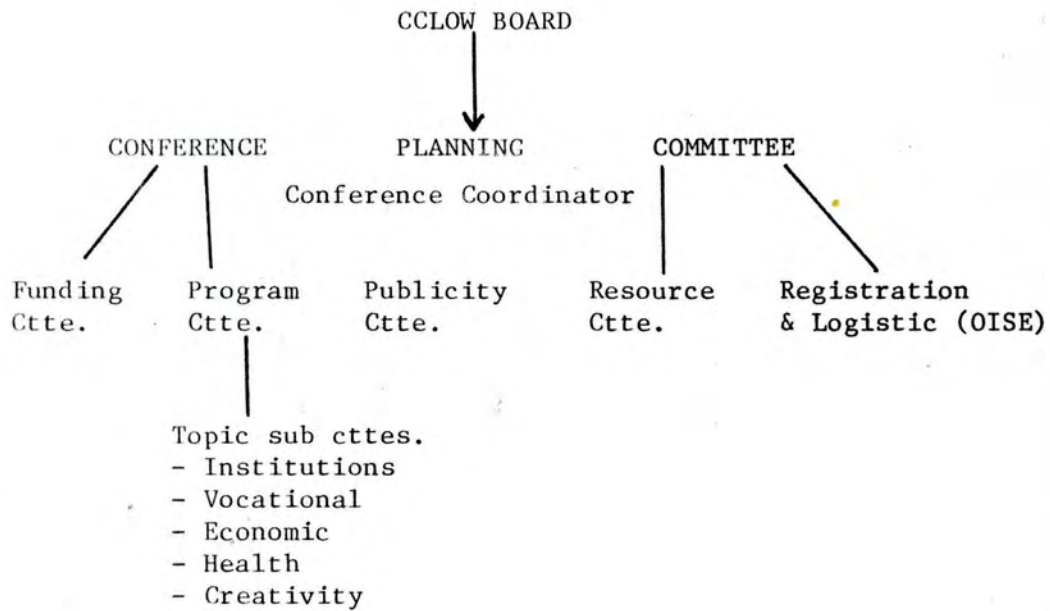 CCLOW BOARD
CONFERENCE PLANNING COMMITTEE
Conference Coordinator
Funding Program Publicity Resource Registration
Ctte. Ctte. Ctte. Ctte. & Logistic (OISE)
Topic sub cttes.
- Institutions
- Vocational
- Economic
- Health
- Creativity